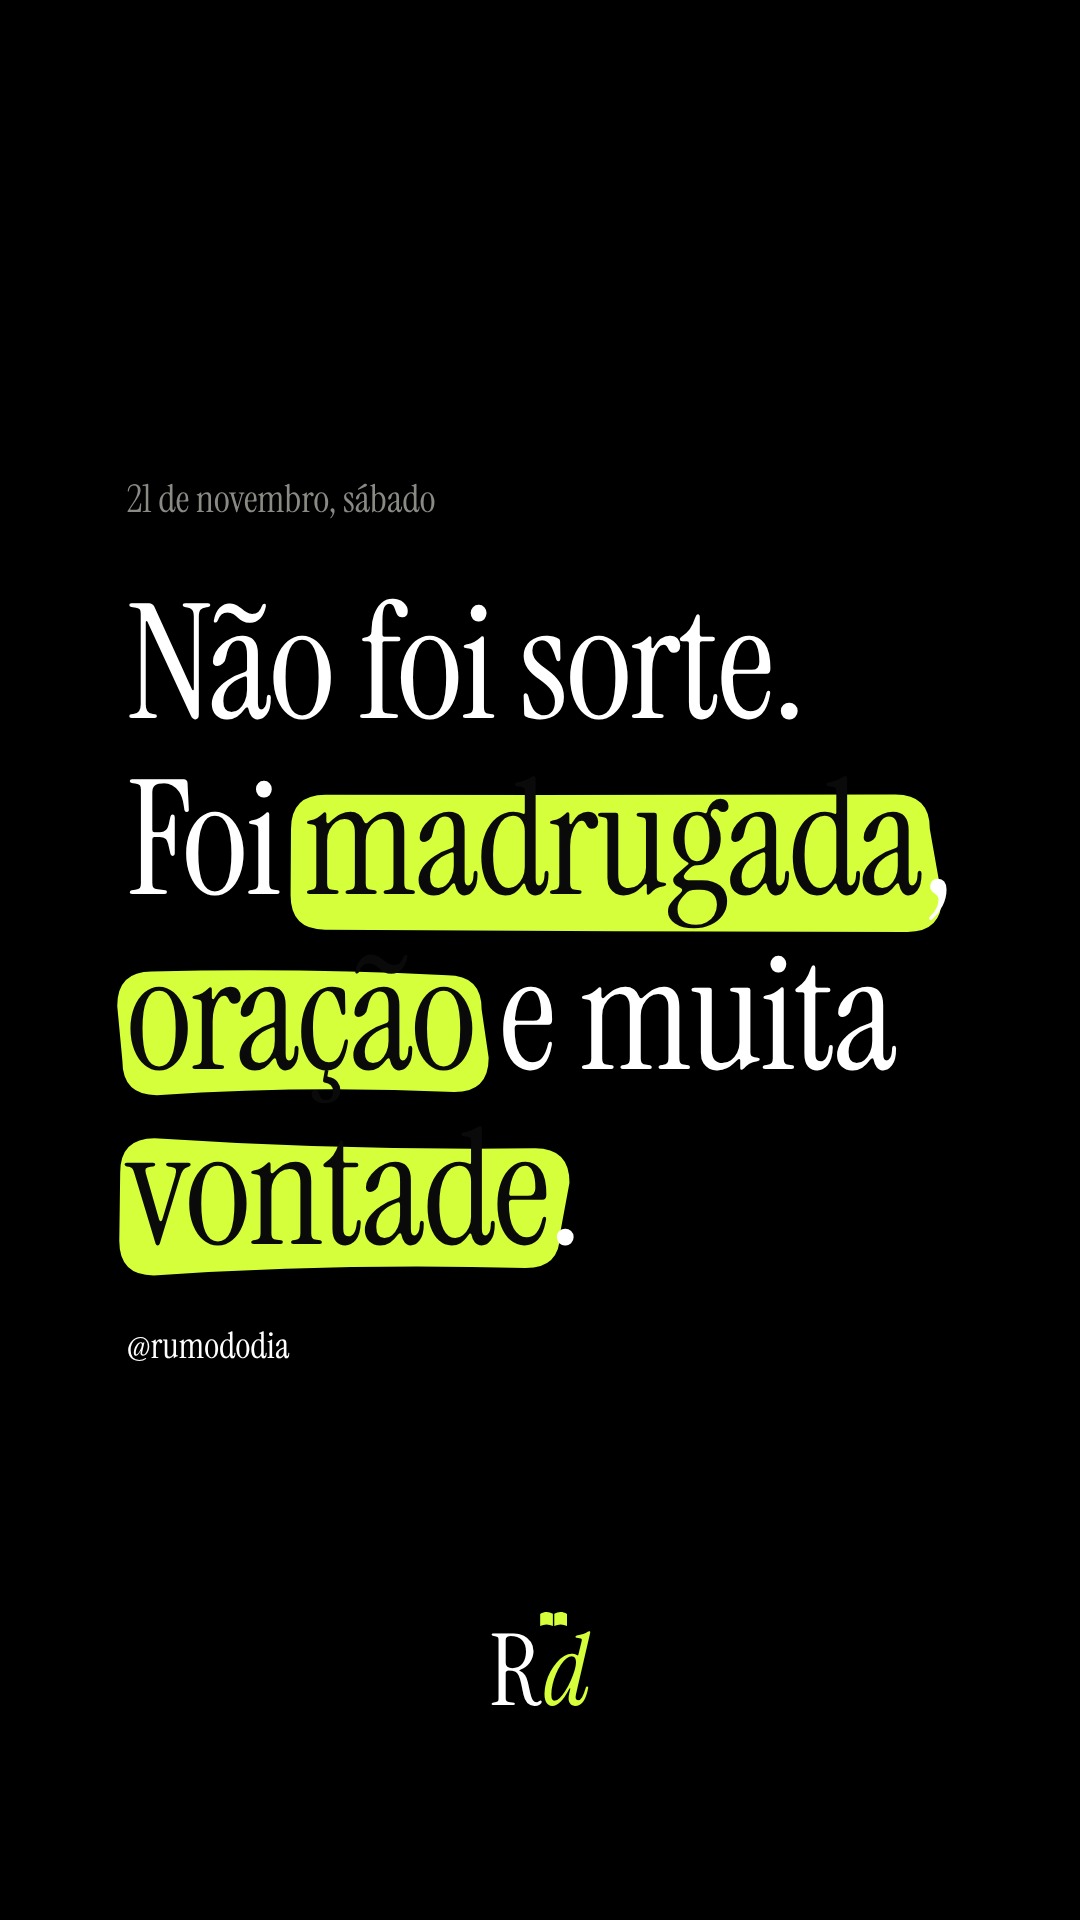 21 de novembro, sábado
Não foi sorte.
Foi madrugada,
oração e muita
vontade.
@rumododia
Rd